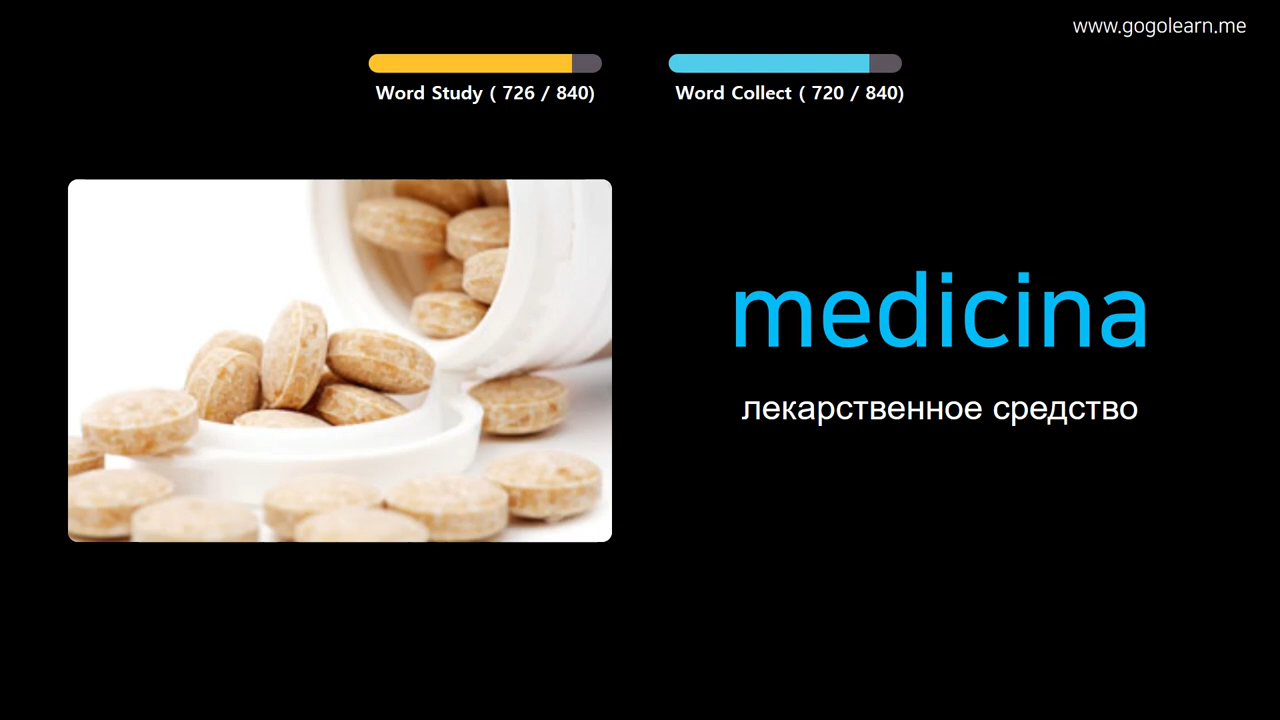 www.gogolearn.me
Word Study ( 726 / 840)
Word Collect ( 720 / 840)
medicina
лекарственное средство